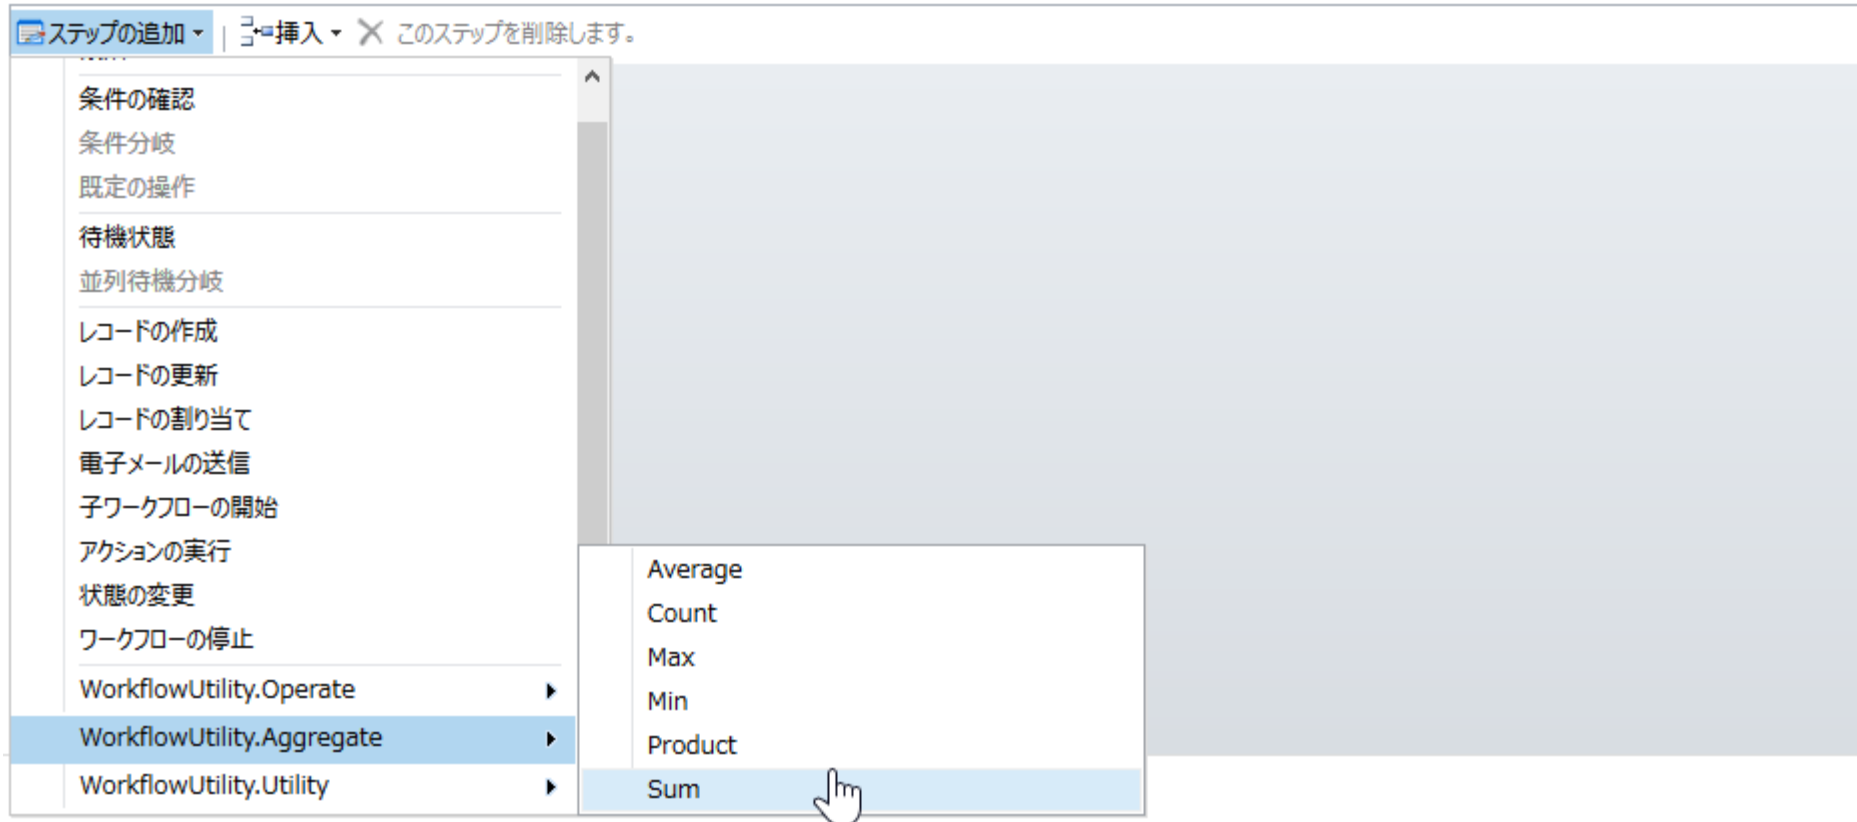 ステップの追加 挿入 このステップを削除します。
条件の確認
条件分岐
既定の操作
待機状態
並列待機分岐
レコードの作成
レコードの更新
レコードの割り当て
電子メールの送信
子ワークフローの開始
アクションの実行
状態の変更
ワークフローの停止
WorkflowUtility.Operate
WorkflowUtility.Aggregate
WorkflowUtility.Utility
Average
Count
Max
Min
Product
Sum